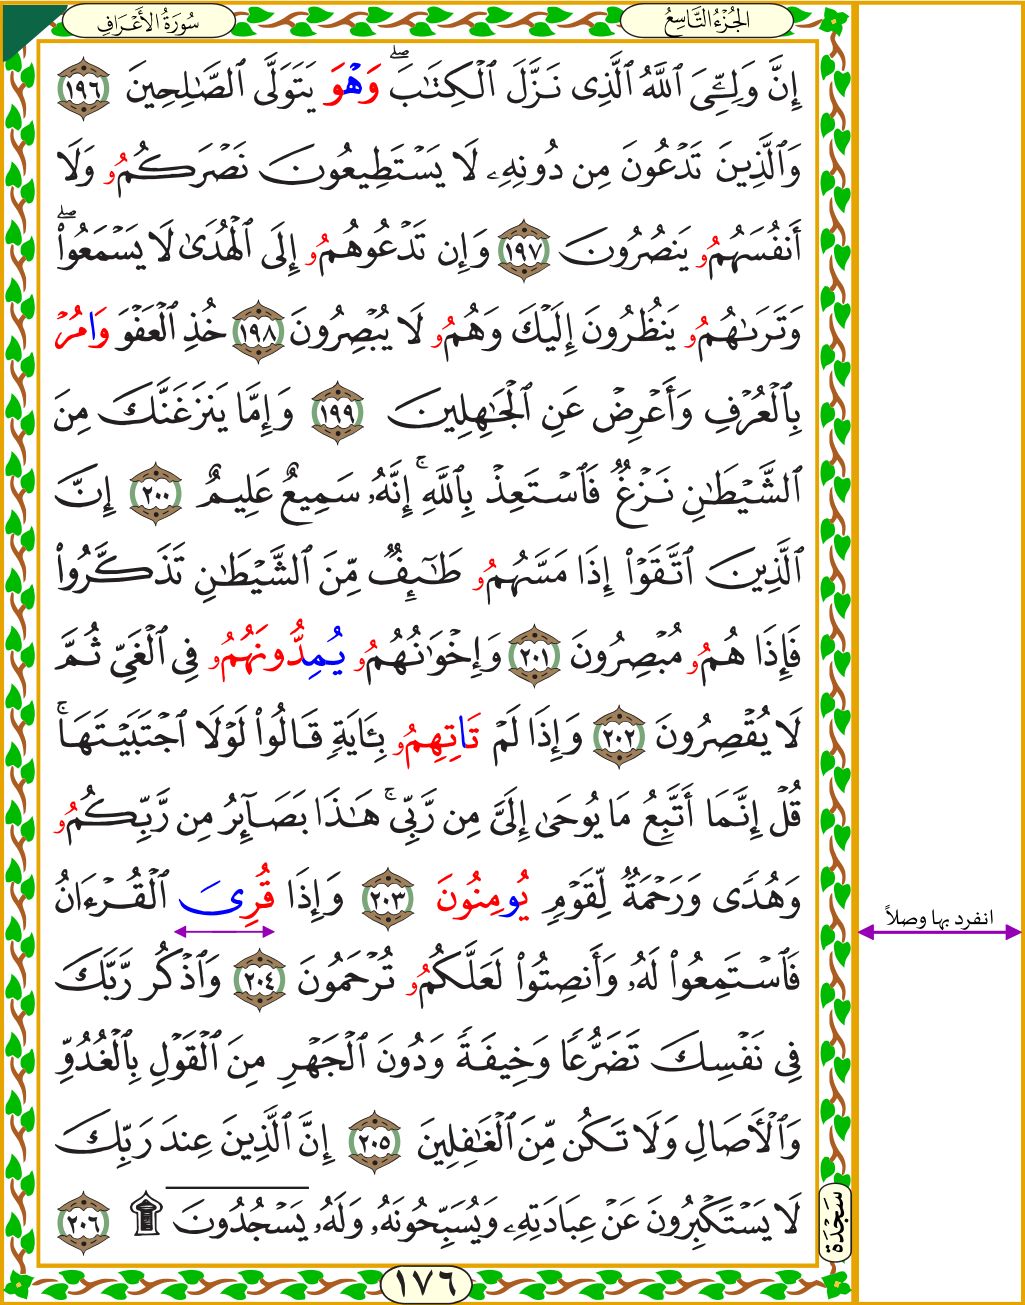 الجُزْءُ التَّاسِعُ
سُورَةُ الأَعْرَافِ
إِنَّ وَلِـِّۧيَ ٱللَّهُ ٱلَّذِى نَزَّلَ ٱلْكِتَٰبَ ۖ وَهْوَ يَتَوَلَّى ٱلصَّٰلِحِينَ ١٩٦
وَٱلَّذِينَ تَدْعُونَ مِن دُونِهِۦ لَا يَسْتَطِيعُونَ نَصْرَكُمُو وَلَا
أَنفُسَهُمُو يَنصُرُونَ ١٩٧ وَإِن تَدْعُوهُمُو إِلَى ٱلْهُدَىٰ لَا يَسْمَعُوا۟ ۖ
وَتَرَىٰهُمُو يَنظُرُونَ إِلَيْكَ وَهُمُو لَا يُبْصِرُونَ ١٩٨ خُذِ ٱلْعَفْوَ وَامُرْ
بِٱلْعُرْفِ وَأَعْرِضْ عَنِ ٱلْجَٰهِلِينَ ١٩٩ وَإِمَّا يَنزَغَنَّكَ مِنَ
ٱلشَّيْطَٰنِ نَزْغٌ فَٱسْتَعِذْ بِٱللَّهِ ۚ إِنَّهُۥ سَمِيعٌ عَلِيمٌ ٢٠٠ إِنَّ
ٱلَّذِينَ ٱتَّقَوْا۟ إِذَا مَسَّهُمُو طَٰٓئِفٌ مِّنَ ٱلشَّيْطَٰنِ تَذَكَّرُوا۟
فَإِذَا هُمُو مُبْصِرُونَ ٢٠١ وَإِخْوَٰنُهُمُو يُمِدُّونَهُمُو فِى ٱلْغَىِّ ثُمَّ
لَا يُقْصِرُونَ ٢٠٢ وَإِذَا لَمْ تَاتِهِمُو بِـَٔايَةٍ قَالُوا۟ لَوْلَا ٱجْتَبَيْتَهَا ۚ
قُلْ إِنَّمَا أَتَّبِعُ مَا يُوحَىٰ إِلَىَّ مِن رَّبِّى ۚ هَٰذَا بَصَآئِرُ مِن رَّبِّكُمُو
وَهُدًى وَرَحْمَةٌ لِّقَوْمٍ يُومِنُونَ ٢٠٣ وَإِذَا قُرِىَ ٱلْقُرْءَانُ
انفرد بها وصلاً
فَٱسْتَمِعُوا۟ لَهُۥ وَأَنصِتُوا۟ لَعَلَّكُمُو تُرْحَمُونَ ٢٠٤ وَٱذْكُر رَّبَّكَ
فِى نَفْسِكَ تَضَرُّعًا وَخِيفَةً وَدُونَ ٱلْجَهْرِ مِنَ ٱلْقَوْلِ بِٱلْغُدُوِّ
وَٱلْأَصَالِ وَلَا تَكُن مِّنَ ٱلْغَٰفِلِينَ ٢٠٥ إِنَّ ٱلَّذِينَ عِندَ رَبِّكَ
لَا يَسْتَكْبِرُونَ عَنْ عِبَادَتِهِۦ وَيُسَبِّحُونَهُۥ وَلَهُۥ يَسْجُدُونَ ۩ ٢٠٦
سَجْدَة
١٧٦